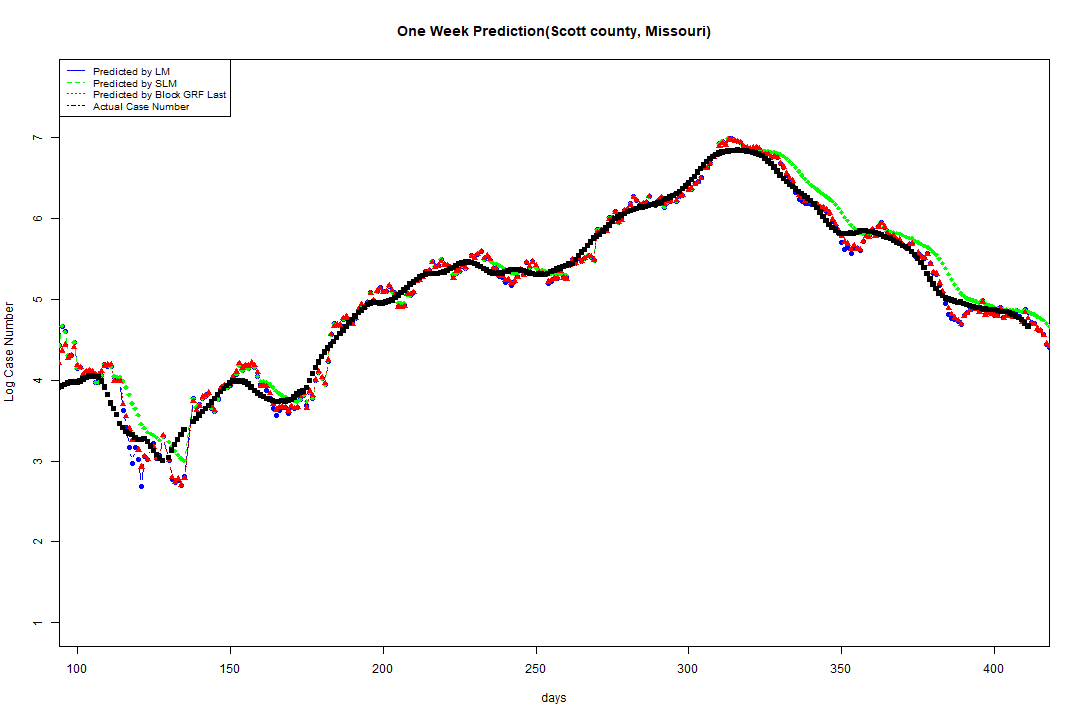 One Week Prediction(Scott county, Missouri)
Predicted by LM
Predicted by SLM
Predicted by Block GRF Last
Actual Case Number
7
6
5
4
3
2
1
Log Case Number
100 150 200 250 300 350 400
days